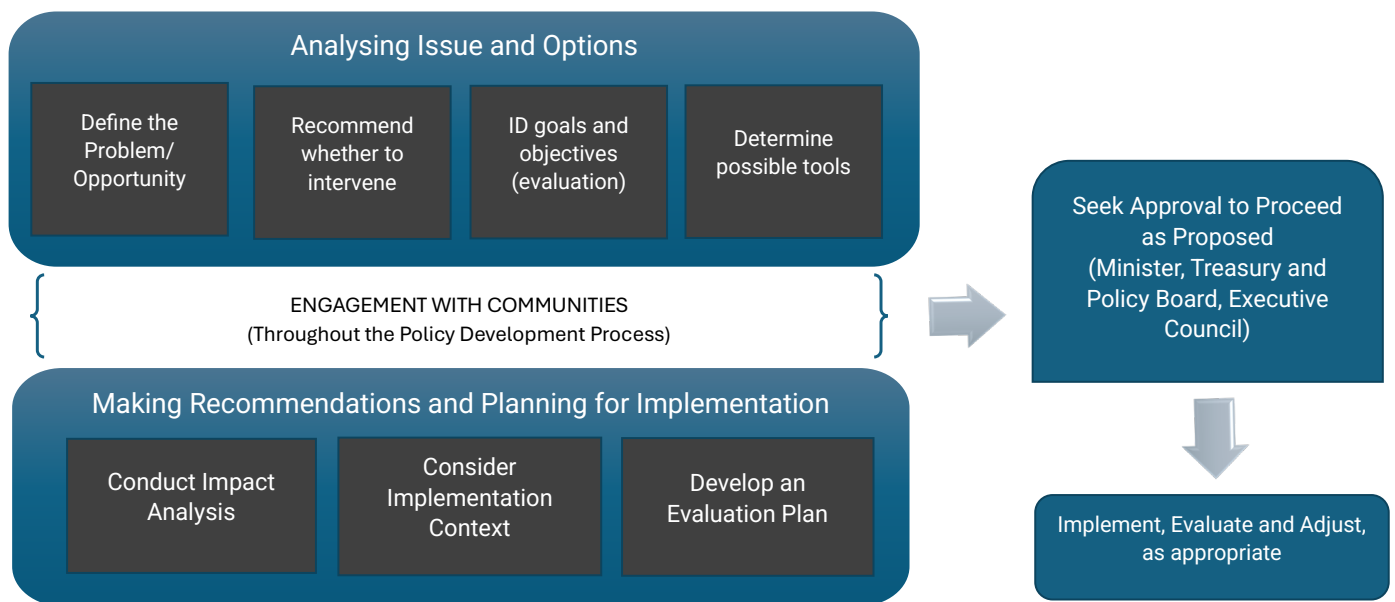 Analysing Issue and Options
Define the
Problem/
Opportunity
Recommend
whether to
intervene
ID goals and
objectives
(evaluation)
Determine
possible tools
ENGAGEMENT WITH COMMUNITIES
(Throughout the Policy Development Process)
Making Recommendations and Planning for Implementation
Conduct Impact
Analysis
Consider
Implementation
Context
Develop an
Evaluation Plan
Seek Approval to Proceed
as Proposed
(Minister, Treasury and
Policy Board, Executive
Council)
Implement, Evaluate and Adjust,
as appropriate